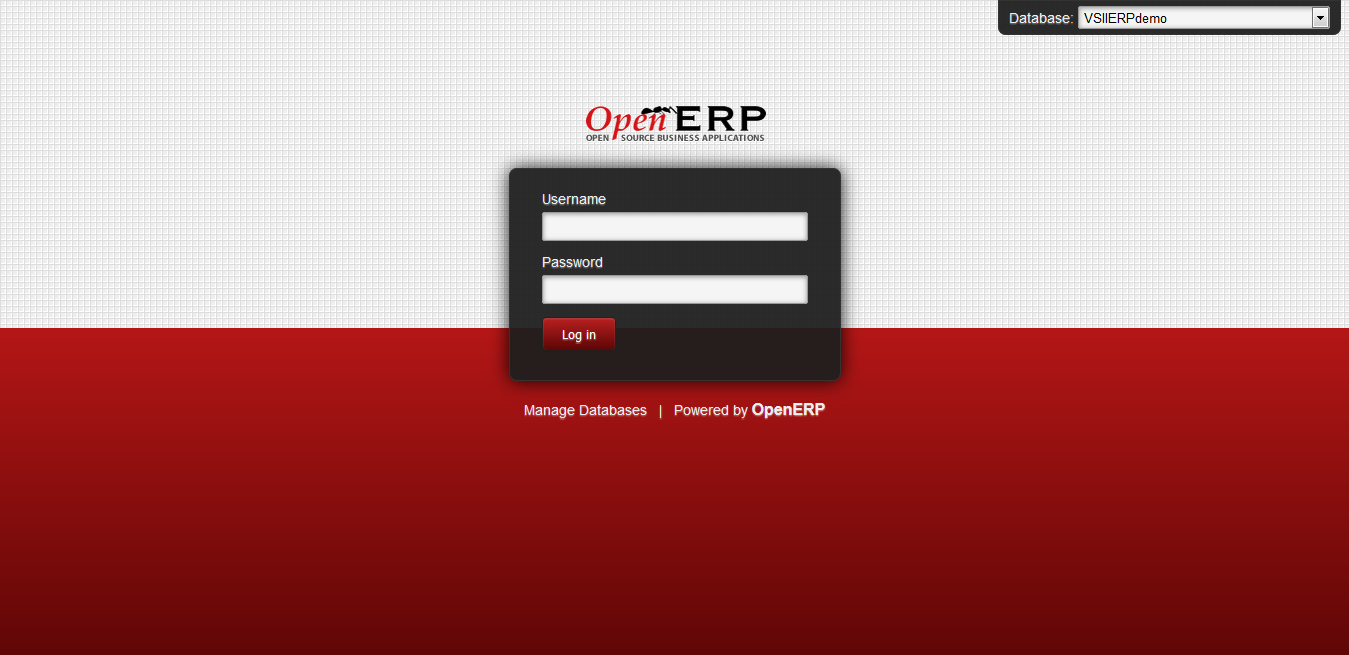 Database: VSIIERPdemo
OpenERP
OPEN SOURCE BUSINESS APPLICATIONS
Username
Password
Log in
Manage Databases | Powered by OpenERP